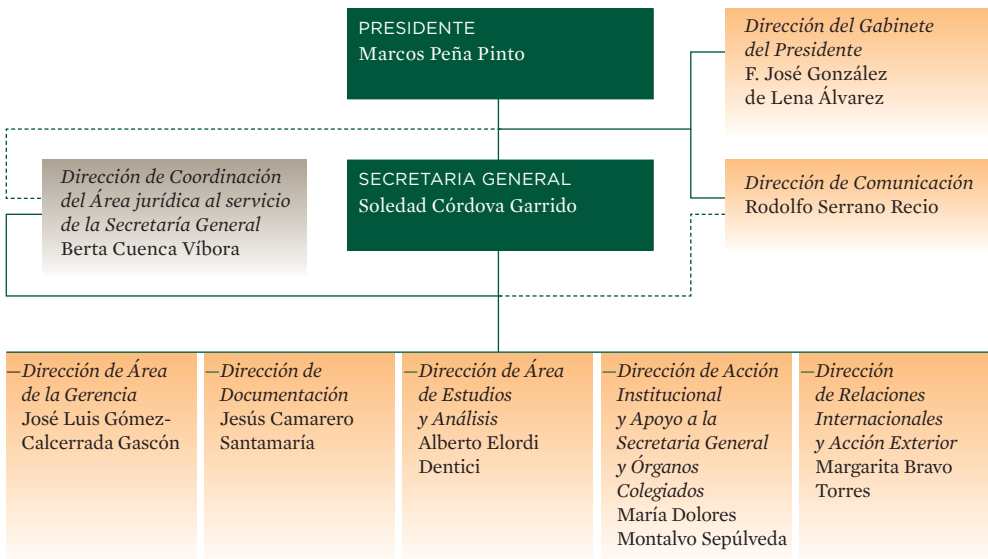 PRESIDENTE
Marcos Peña Pinto
Dirección del Gabinete
del Presidente
F. José González
de Lena Álvarez
Dirección de Coordinación
del Área jurídica al servicio
de la Secretaría General
Berta Cuenca Víbora
SECRETARIA GENERAL
Soledad Córdova Garrido
Dirección de Comunicación
Rodolfo Serrano Recio
—Dirección de Área
de la Gerencia
José Luis Gómez-
Calcerrada Gascón
—Dirección de
Documentación
Jesús Camarero
Santamaría
—Dirección de Área
de Estudios
y Análisis
Alberto Elordi
Dentici
—Dirección de Acción
Institucional
y Apoyo a la
Secretaria General
y Órganos
Colegiados
María Dolores
Montalvo Sepúlveda
—Dirección
de Relaciones
Internacionales
y Acción Exterior
Margarita Bravo
Torres